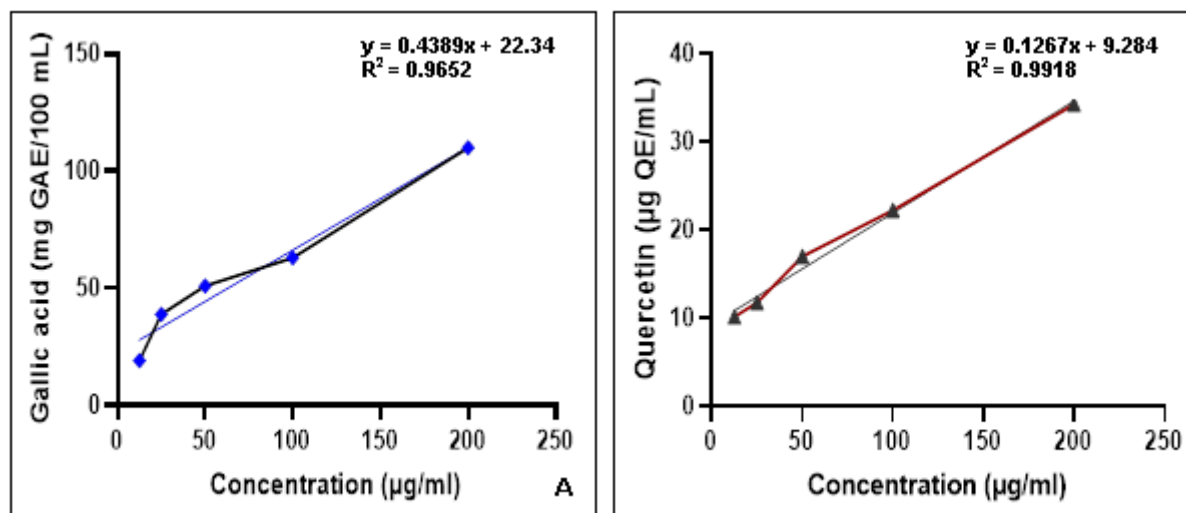 y = 0.4389x + 22.34
R² = 0.9652
Gallic acid (mg GAE/100 mL)
150
100
50
0
0 50 100 150 200 250
Concentration (µg/ml)
A
y = 0.1267x + 9.284
R² = 0.9918
Quercetin (µg QE/mL)
40
30
20
10
0
0 50 100 150 200 250
Concentration (µg/ml)